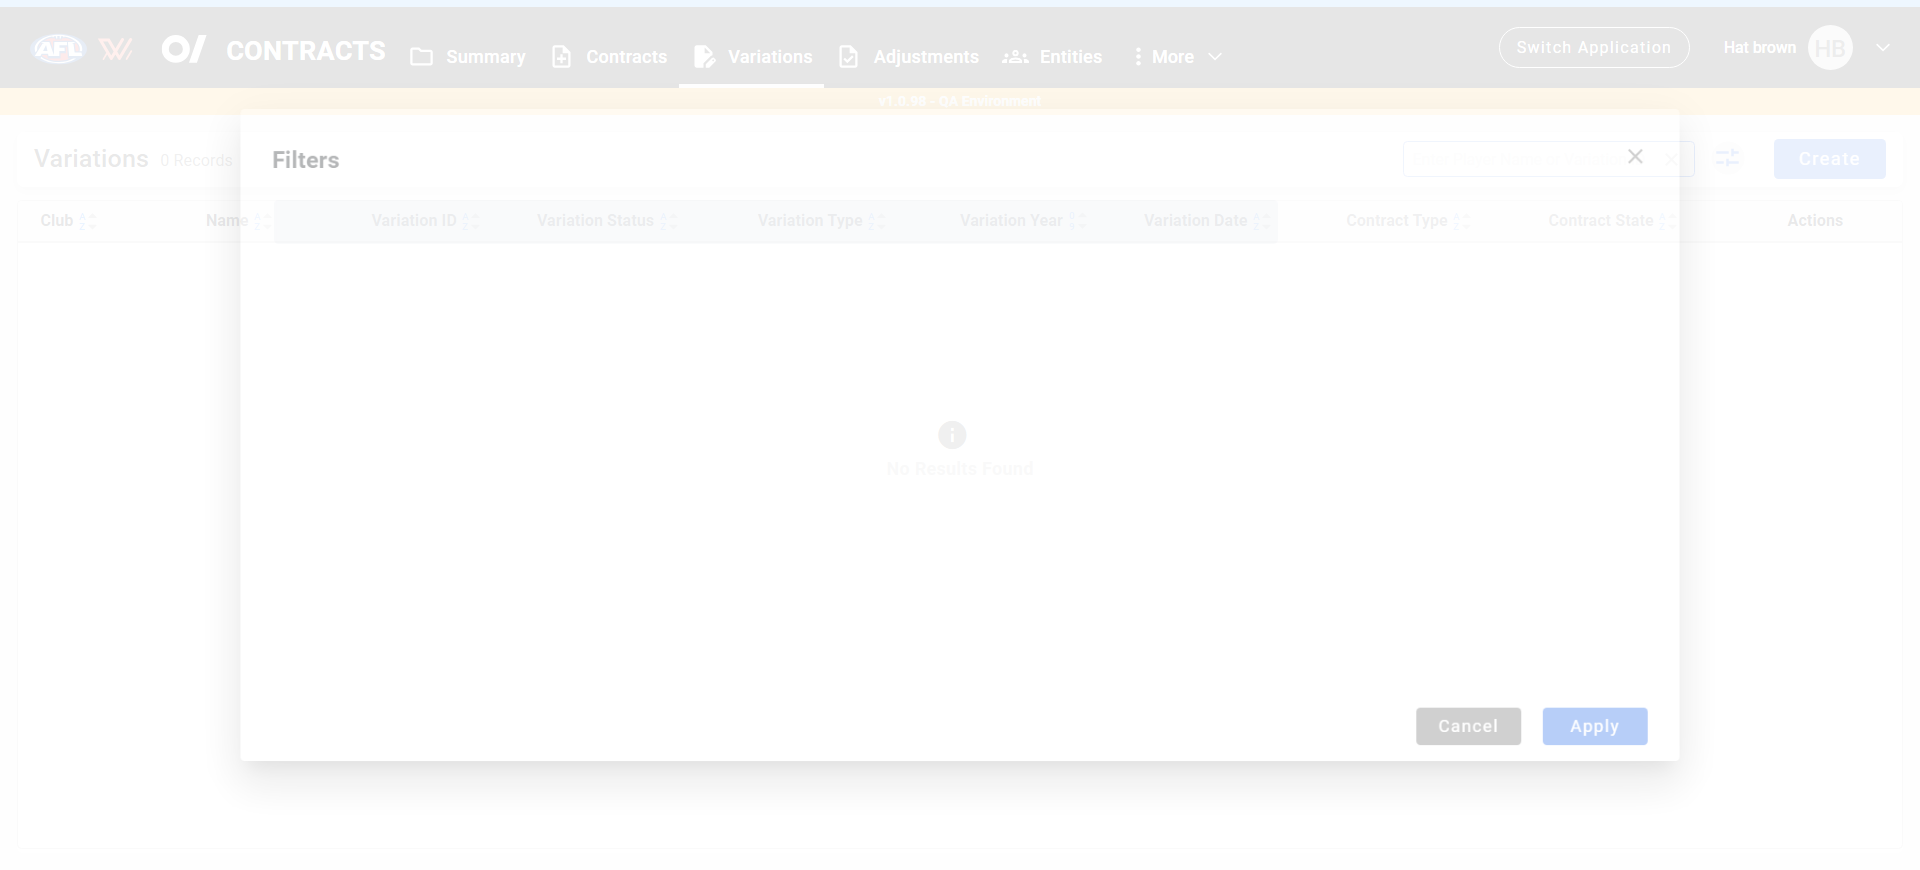 AFL W O/ CONTRACTS Summary Contracts Variations Adjustments Entities More Switch Application Hat brown HB
v1.0.98 - QA Environment
Filters
Variations 0 Records Create
Club Name Variation ID Variation Status Variation Type Variation Year Variation Date Contract Type Contract State Actions
No Results Found
Cancel Apply